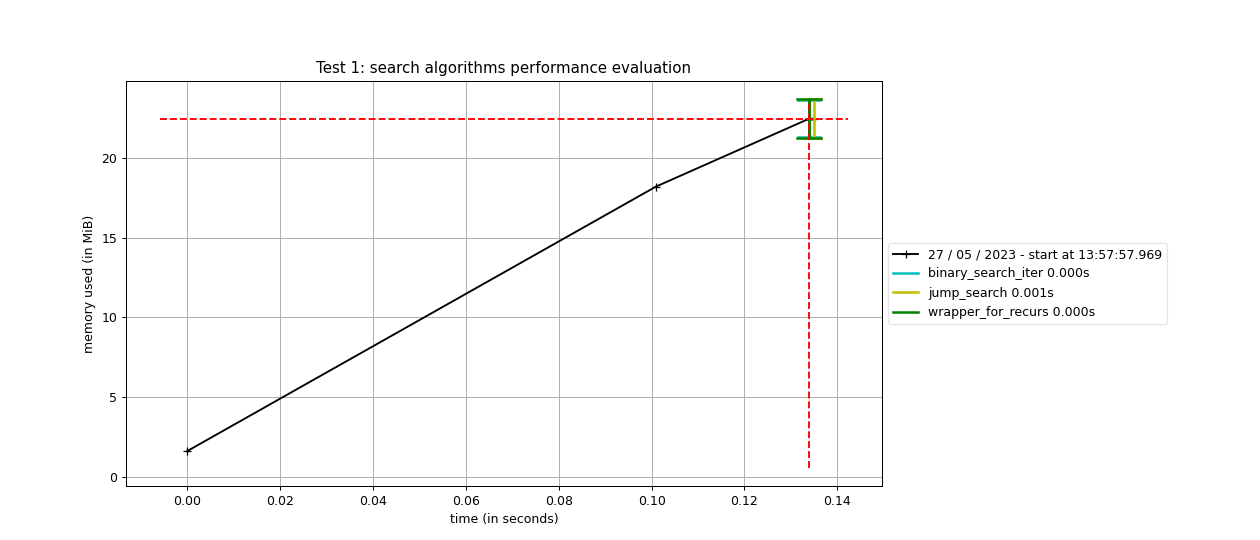 Test 1: search algorithms performance evaluation
memory used (in MiB)
20
15
10
5
0
0.00 0.02 0.04 0.06 0.08 0.10 0.12 0.14
time (in seconds)
27 / 05 / 2023 - start at 13:57:57.969
binary_search_iter 0.000s
jump_search 0.001s
wrapper_for_recurs 0.000s